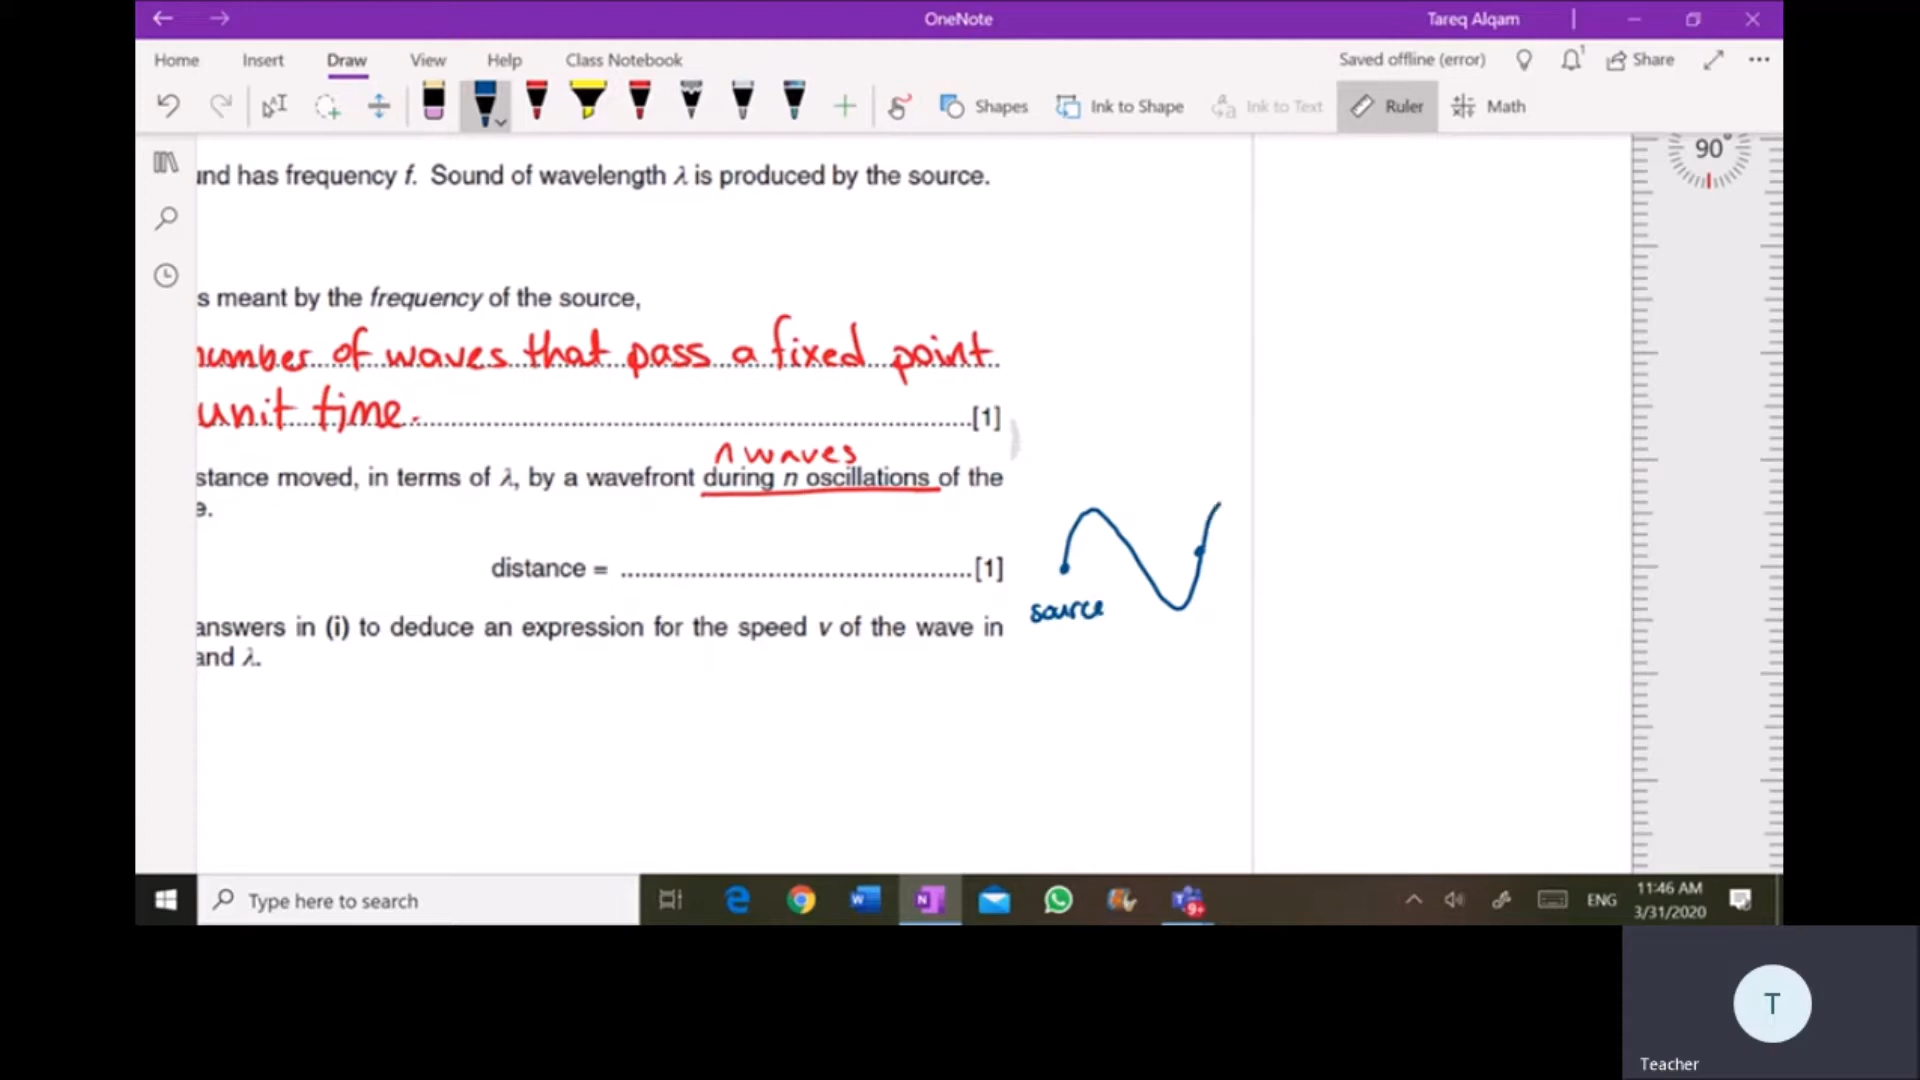 OneNote
Tareq Alqam
Home Insert Draw View Help Class Notebook
Saved offline (error) 1 Share
Shapes Ink to Shape Ink to Text Ruler Math
90°
und has frequency f. Sound of wavelength λ is produced by the source.
s meant by the frequency of the source,
number of waves that pass a fixed point
unit time. [1]
n waves
stance moved, in terms of λ, by a wavefront during n oscillations of the
e.
distance = [1]
source
answers in (i) to deduce an expression for the speed v of the wave in
and λ.
Type here to search
9+
ENG
11:46 AM
3/31/2020
T
Teacher